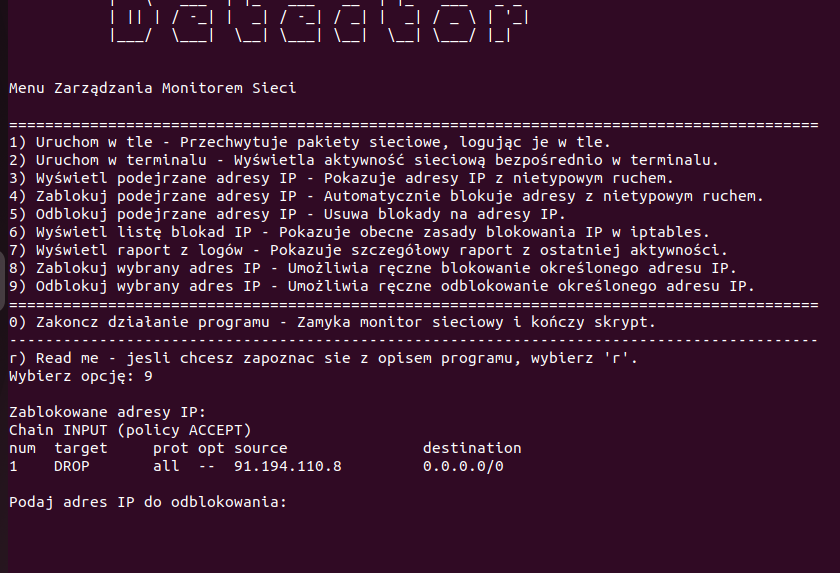 Menu Zarządzania Monitorem Sieci
==========================================================================================
1) Uruchom w tle - Przechwytuje pakiety sieciowe, logując je w tle.
2) Uruchom w terminalu - Wyświetla aktywność sieciową bezpośrednio w terminalu.
3) Wyświetl podejrzane adresy IP - Pokazuje adresy IP z nietypowym ruchem.
4) Zablokuj podejrzane adresy IP - Automatycznie blokuje adresy z nietypowym ruchem.
5) Odblokuj podejrzane adresy IP - Usuwa blokady na adresy IP.
6) Wyświetl listę blokad IP - Pokazuje obecne zasady blokowania IP w iptables.
7) Wyświetl raport z logów - Pokazuje szczegółowy raport z ostatniej aktywności.
8) Zablokuj wybrany adres IP - Umożliwia ręczne blokowanie określonego adresu IP.
9) Odblokuj wybrany adres IP - Umożliwia ręczne odblokowanie określonego adresu IP.
==========================================================================================
0) Zakoncz działanie programu - Zamyka monitor sieciowy i kończy skrypt.
------------------------------------------------------------------------------------------
r) Read me - jesli chcesz zapoznac sie z opisem programu, wybierz 'r'.
Wybierz opcję: 9
Zablokowane adresy IP:
Chain INPUT (policy ACCEPT)
num  target     prot opt source               destination
1    DROP       all  --  91.194.110.8         0.0.0.0/0
Podaj adres IP do odblokowania: